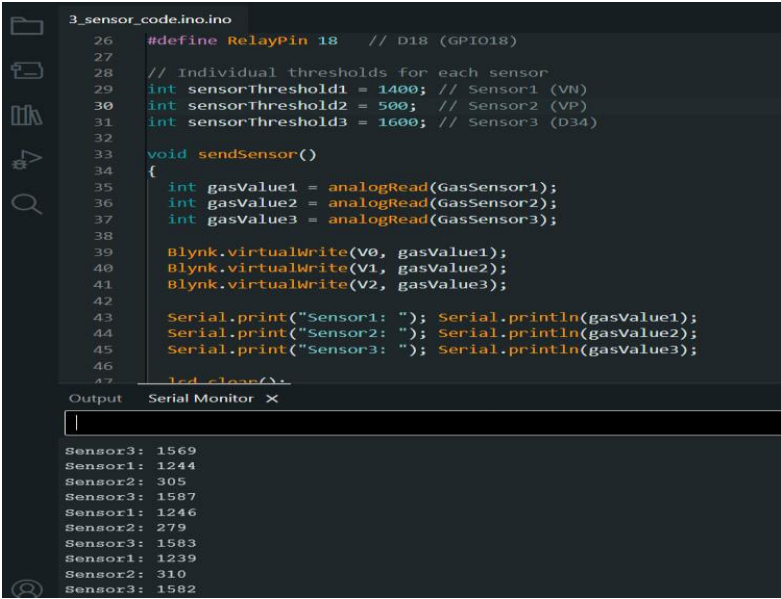 3_sensor_code.ino.ino
26 #define RelayPin 18 // D18 (GPIO18)
27
28 // Individual thresholds for each sensor
29 int sensorThreshold1 = 1400; // Sensor1 (VN)
30 int sensorThreshold2 = 500; // Sensor2 (VP)
31 int sensorThreshold3 = 1600; // Sensor3 (D34)
32
33 void sendSensor()
34 {
35 int gasValue1 = analogRead(GasSensor1);
36 int gasValue2 = analogRead(GasSensor2);
37 int gasValue3 = analogRead(GasSensor3);
38
39 Blynk.virtualWrite(V0, gasValue1);
40 Blynk.virtualWrite(V1, gasValue2);
41 Blynk.virtualWrite(V2, gasValue3);
42
43 Serial.print("Sensor1: "); Serial.println(gasValue1);
44 Serial.print("Sensor2: "); Serial.println(gasValue2);
45 Serial.print("Sensor3: "); Serial.println(gasValue3);
46
47 lcd.clear();
Output Serial Monitor ×
Sensor3: 1569
Sensor1: 1244
Sensor2: 305
Sensor3: 1587
Sensor1: 1246
Sensor2: 279
Sensor3: 1583
Sensor1: 1239
Sensor2: 310
Sensor3: 1582